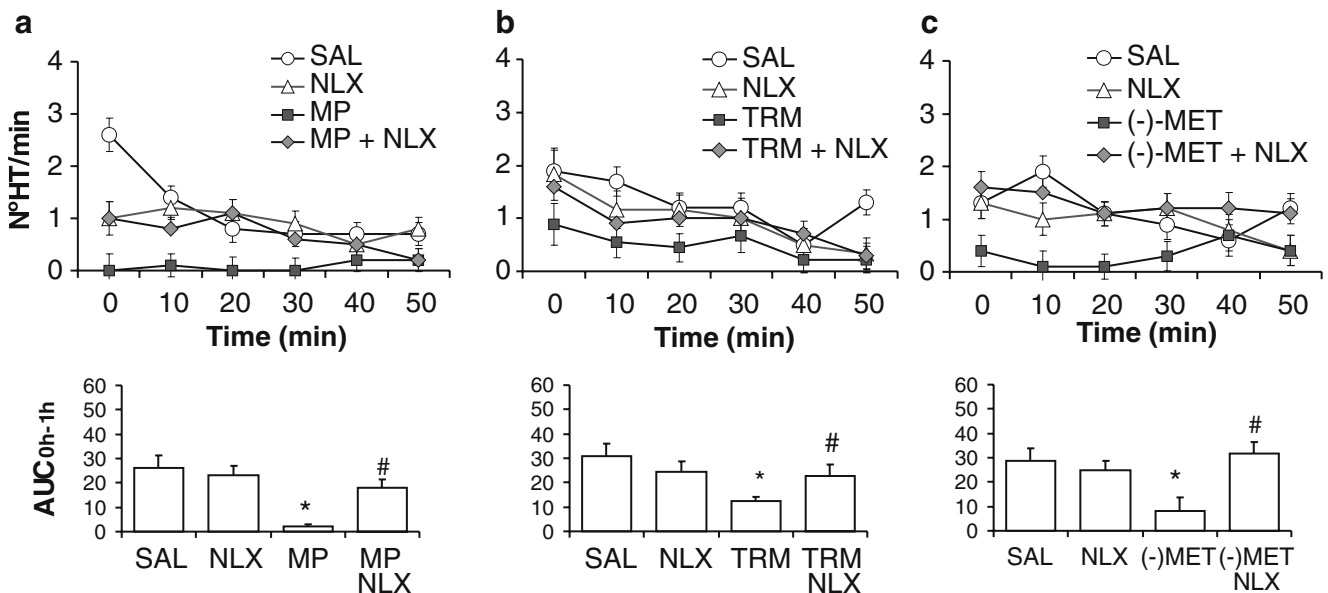 a
SAL
NLX
MP
MP + NLX
4
3
2
1
0
N°HT/min
0 10 20 30 40 50
Time (min)
b
SAL
NLX
TRM
TRM + NLX
4
3
2
1
0
0 10 20 30 40 50
Time (min)
c
SAL
NLX
(-)-MET
(-)-MET + NLX
4
3
2
1
0
0 10 20 30 40 50
Time (min)
60
50
40
30
20
10
0
AUC0h-1h
*
#
SAL NLX MP MP
NLX
60
50
40
30
20
10
0
*
#
SAL NLX TRM TRM
NLX
60
50
40
30
20
10
0
*
#
SAL NLX (-)MET (-)MET
NLX